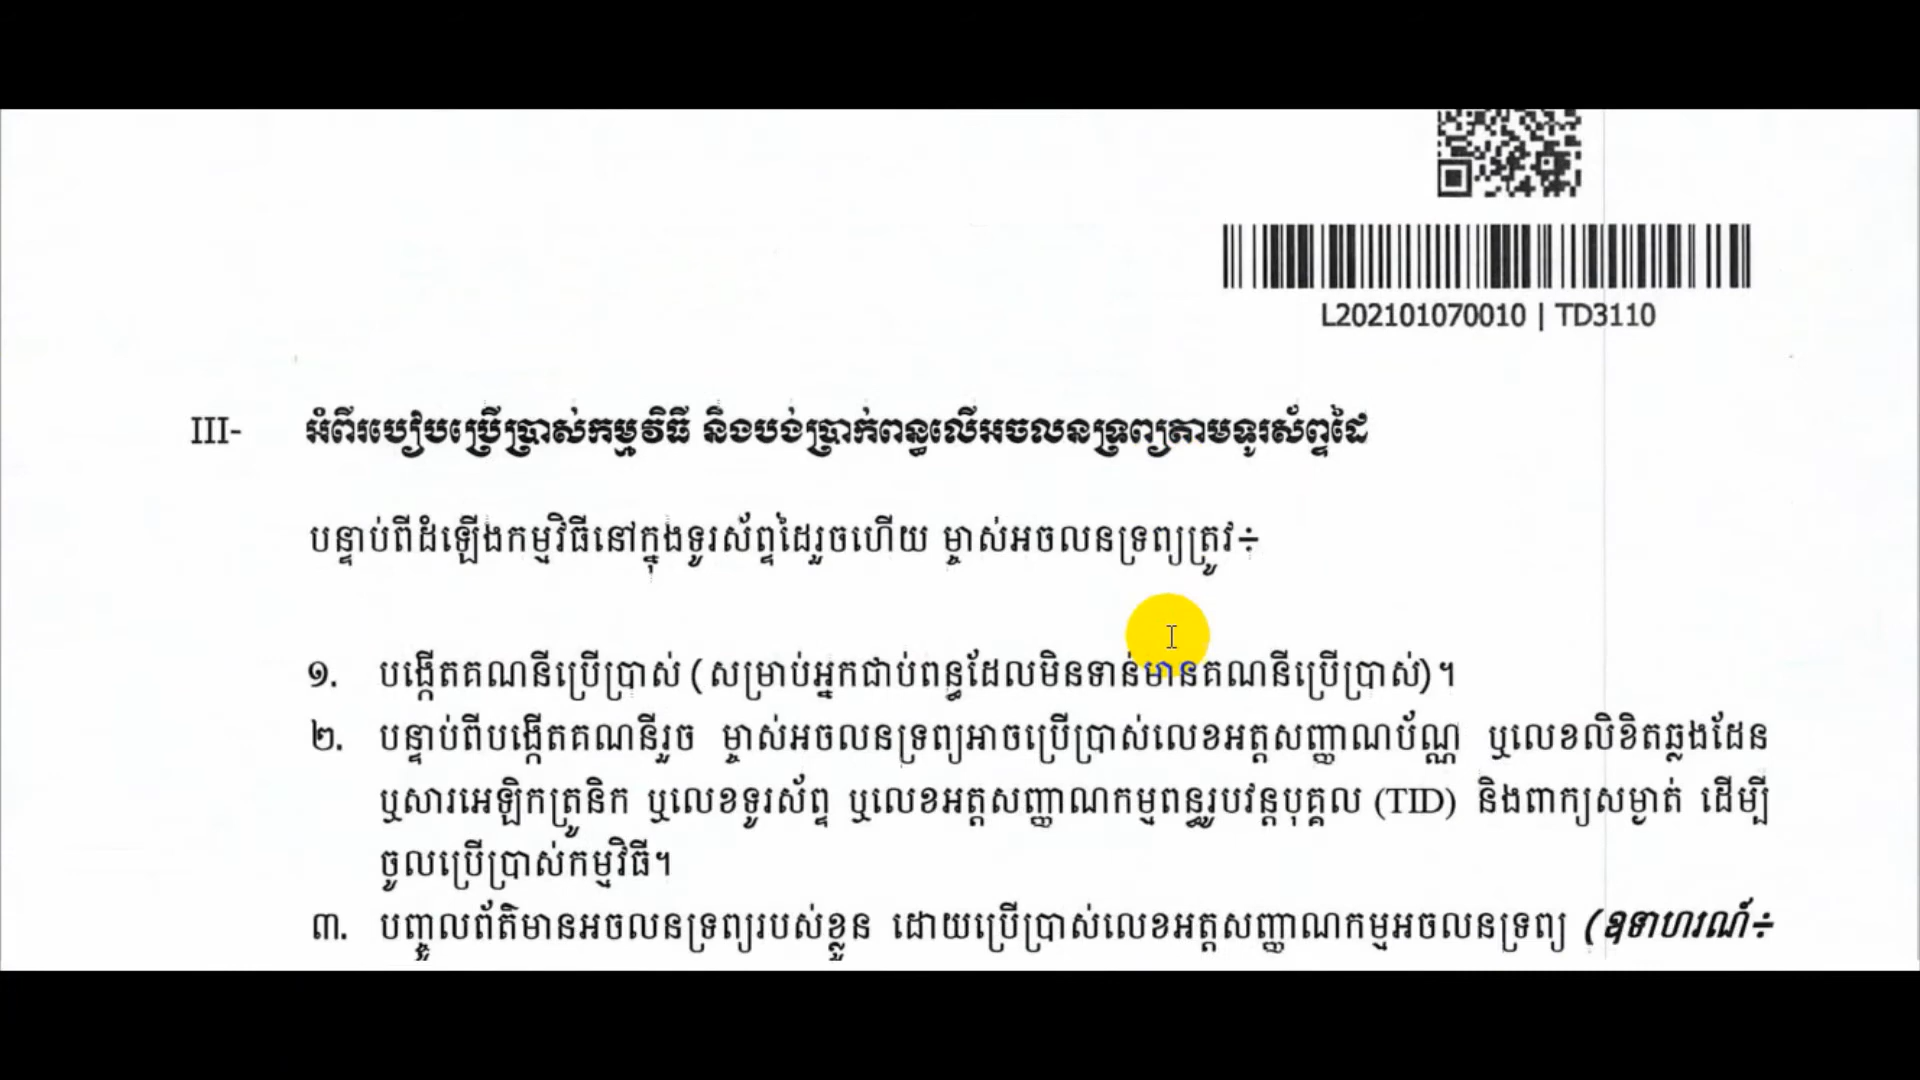 L202101070010 | TD3110
III- អំពីរបៀបប្រើប្រាស់កម្មវិធី និងបង់ប្រាក់ពន្ធលើអចលនទ្រព្យតាមទូរស័ព្ទដៃ
បន្ទាប់ពីដំឡើងកម្មវិធីនៅក្នុងទូរស័ព្ទដៃរួចហើយ ម្ចាស់អចលនទ្រព្យត្រូវ÷
១. បង្កើតគណនីប្រើប្រាស់ (សម្រាប់អ្នកជាប់ពន្ធដែលមិនទាន់មានគណនីប្រើប្រាស់)។
២. បន្ទាប់ពីបង្កើតគណនីរួច ម្ចាស់អចលនទ្រព្យអាចប្រើប្រាស់លេខអត្តសញ្ញាណប័ណ្ណ ឬលេខលិខិតឆ្លងដែន
ឬសារអេឡិកត្រូនិក ឬលេខទូរស័ព្ទ ឬលេខអត្តសញ្ញាណកម្មពន្ធរូបវន្តបុគ្គល (TID) និងពាក្យសម្ងាត់ ដើម្បី
ចូលប្រើប្រាស់កម្មវិធី។
៣. បញ្ចូលព័ត៌មានអចលនទ្រព្យរបស់ខ្លួន ដោយប្រើប្រាស់លេខអត្តសញ្ញាណកម្មអចលនទ្រព្យ (ឧទាហរណ៍÷